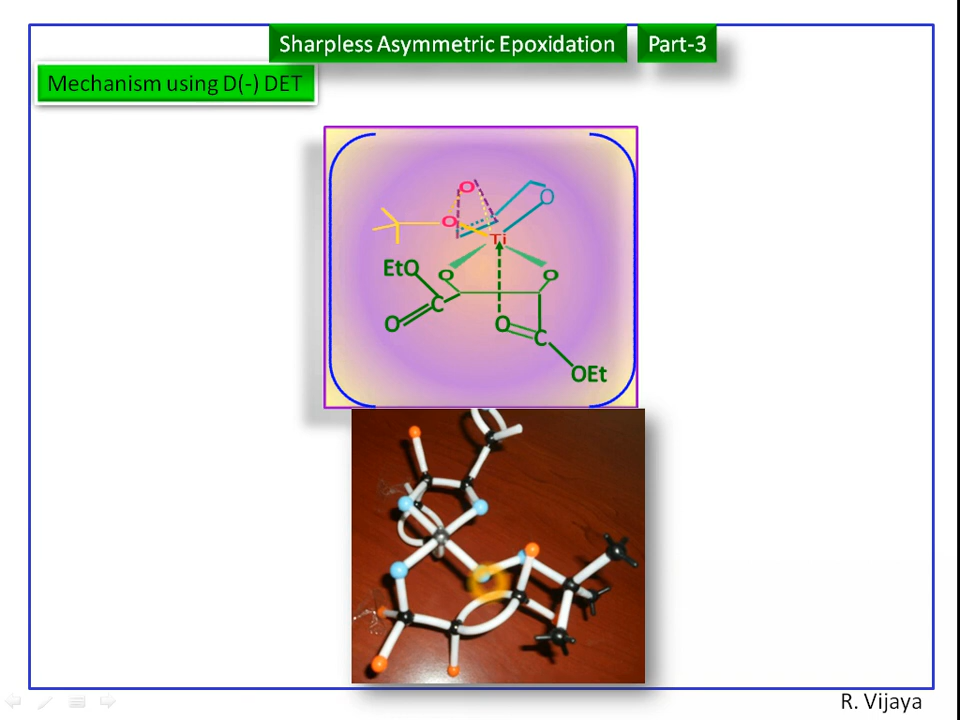 Sharpless Asymmetric Epoxidation Part-3
Mechanism using D(-) DET
O
O
O
Ti
EtO
O
O
C
O
O
C
OEt
R. Vijaya